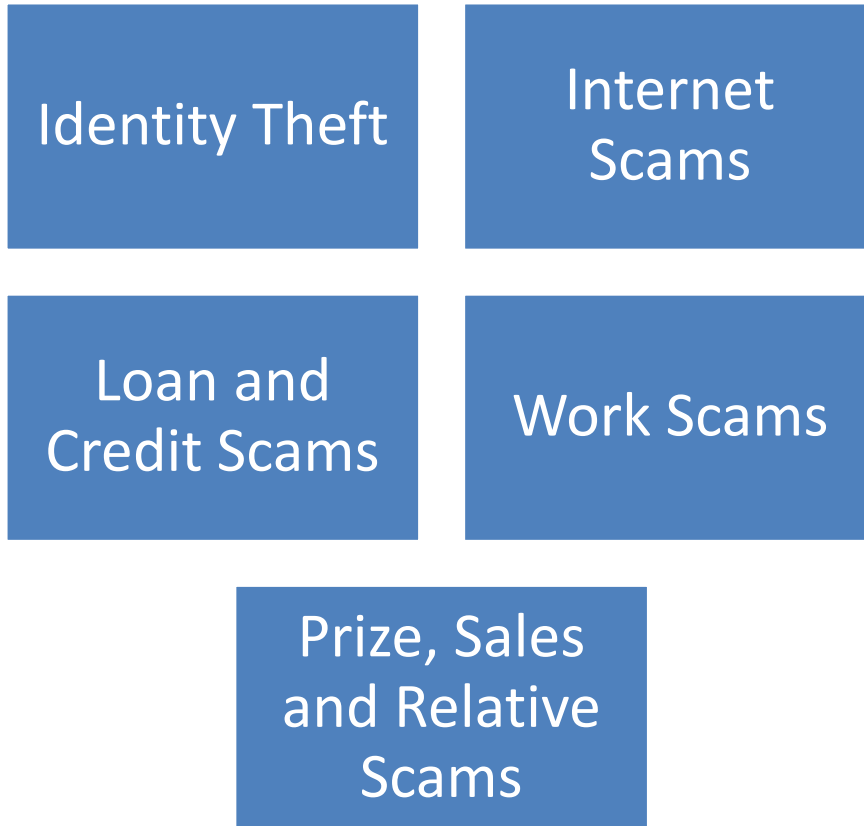 Identity Theft
Internet
Scams
Loan and
Credit Scams
Work Scams
Prize, Sales
and Relative
Scams